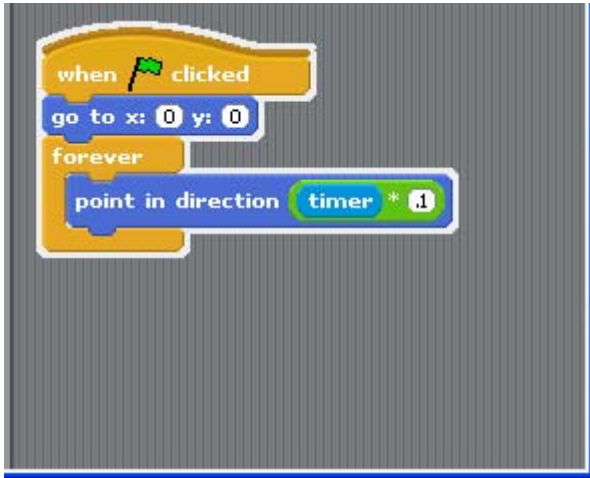 when clicked
go to x: 0 y: 0
forever
point in direction timer * .1